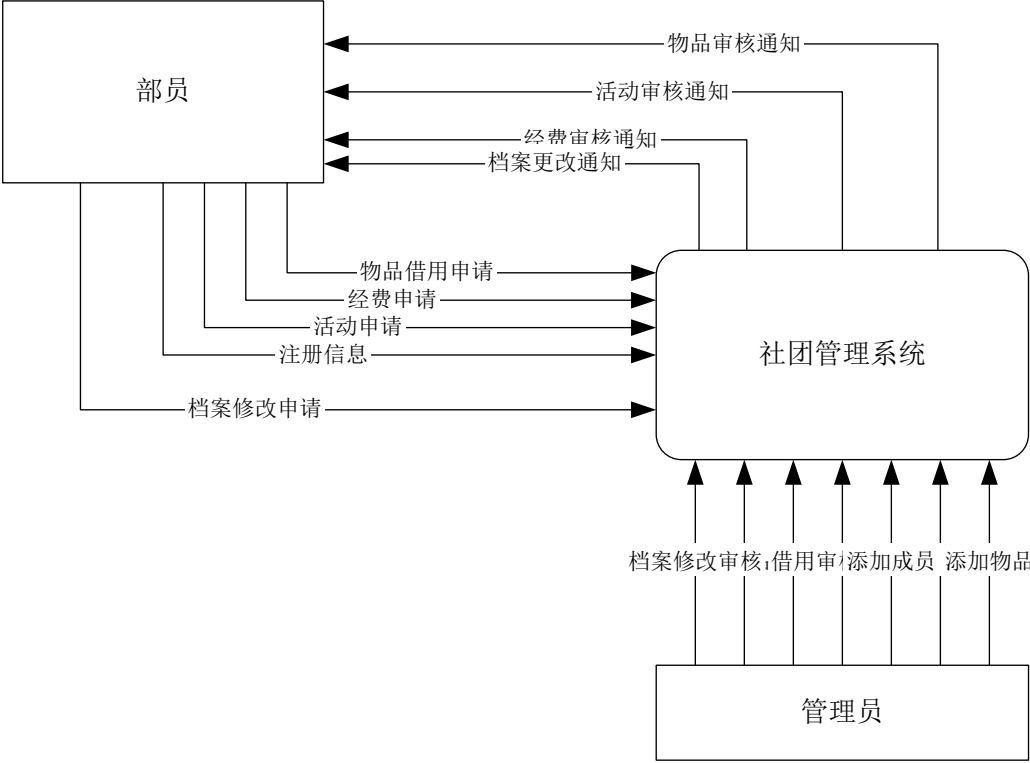 物品审核通知
部员
活动审核通知
经费审核通知
档案更改通知
物品借用申请
经费申请
活动申请
注册信息
社团管理系统
档案修改申请
档案修改审核
借用审
添加成员
添加物品
管理员